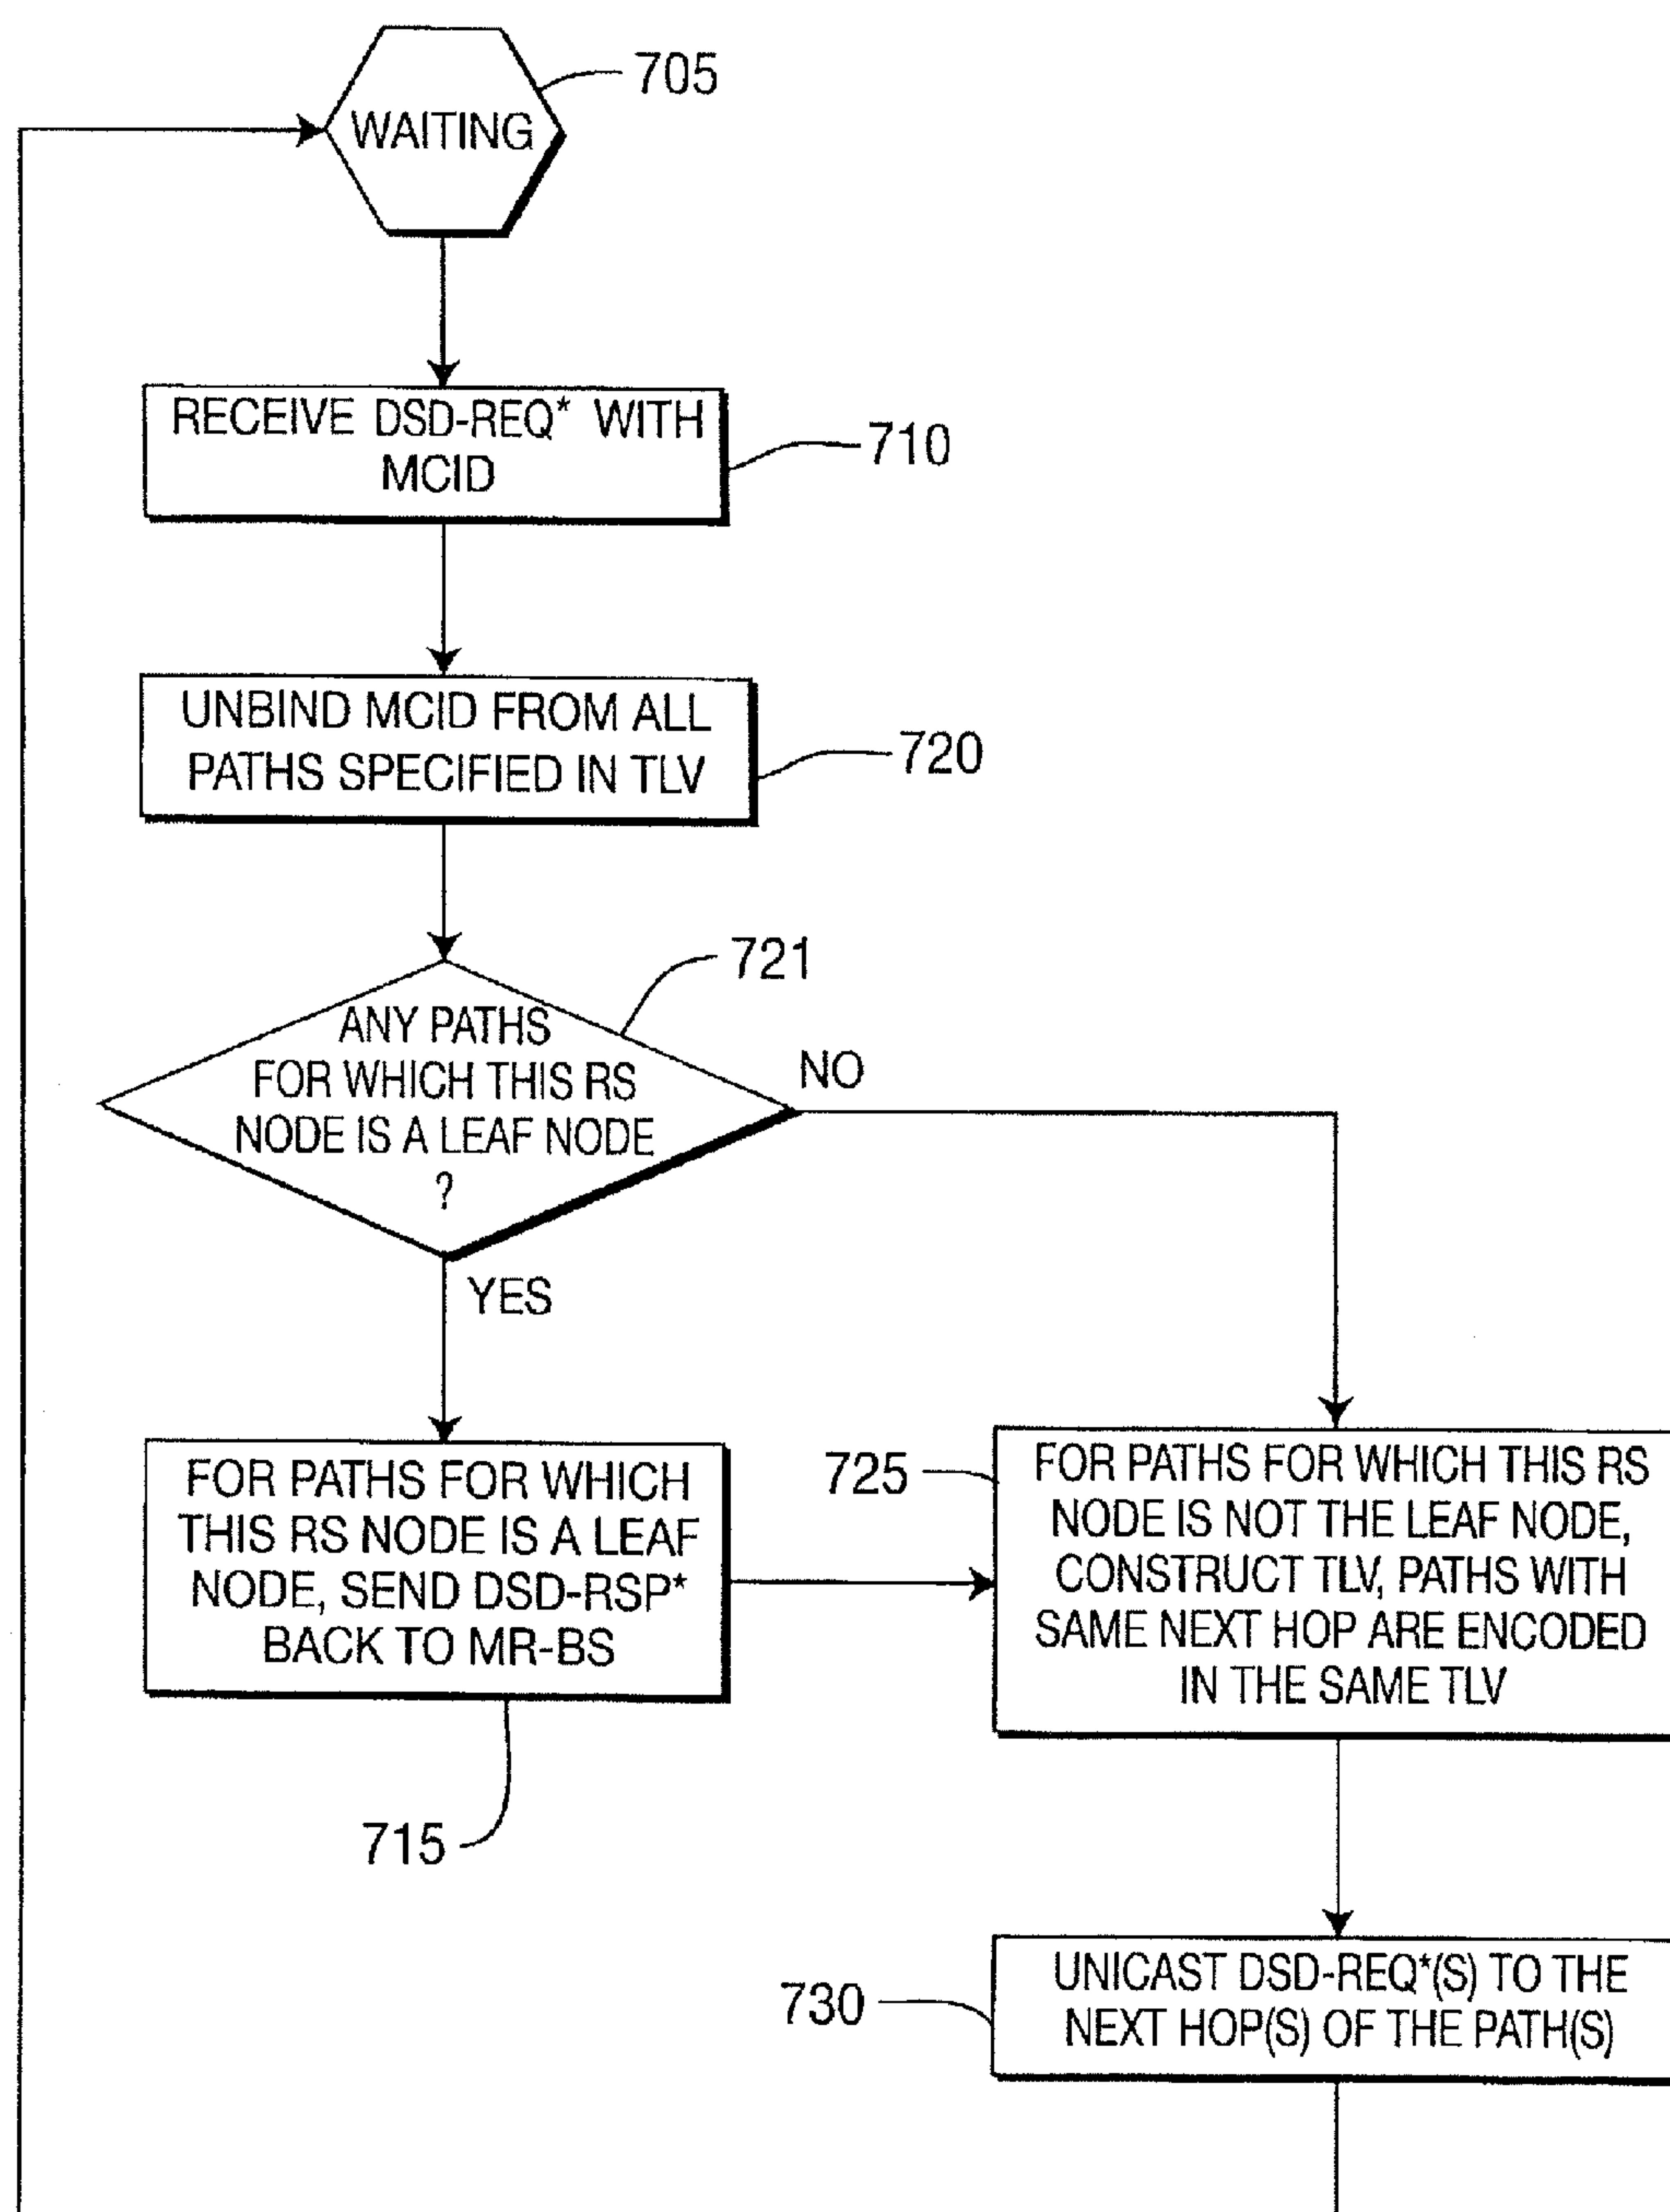 705
WAITING
RECEIVE DSD-REQ* WITH
MCID
710
UNBIND MCID FROM ALL
PATHS SPECIFIED IN TLV
720
721
ANY PATHS
FOR WHICH THIS RS
NODE IS A LEAF NODE
?
NO
YES
FOR PATHS FOR WHICH
THIS RS NODE IS A LEAF
NODE, SEND DSD-RSP*
BACK TO MR-BS
715
725
FOR PATHS FOR WHICH THIS RS
NODE IS NOT THE LEAF NODE,
CONSTRUCT TLV, PATHS WITH
SAME NEXT HOP ARE ENCODED
IN THE SAME TLV
730
UNICAST DSD-REQ*(S) TO THE
NEXT HOP(S) OF THE PATH(S)